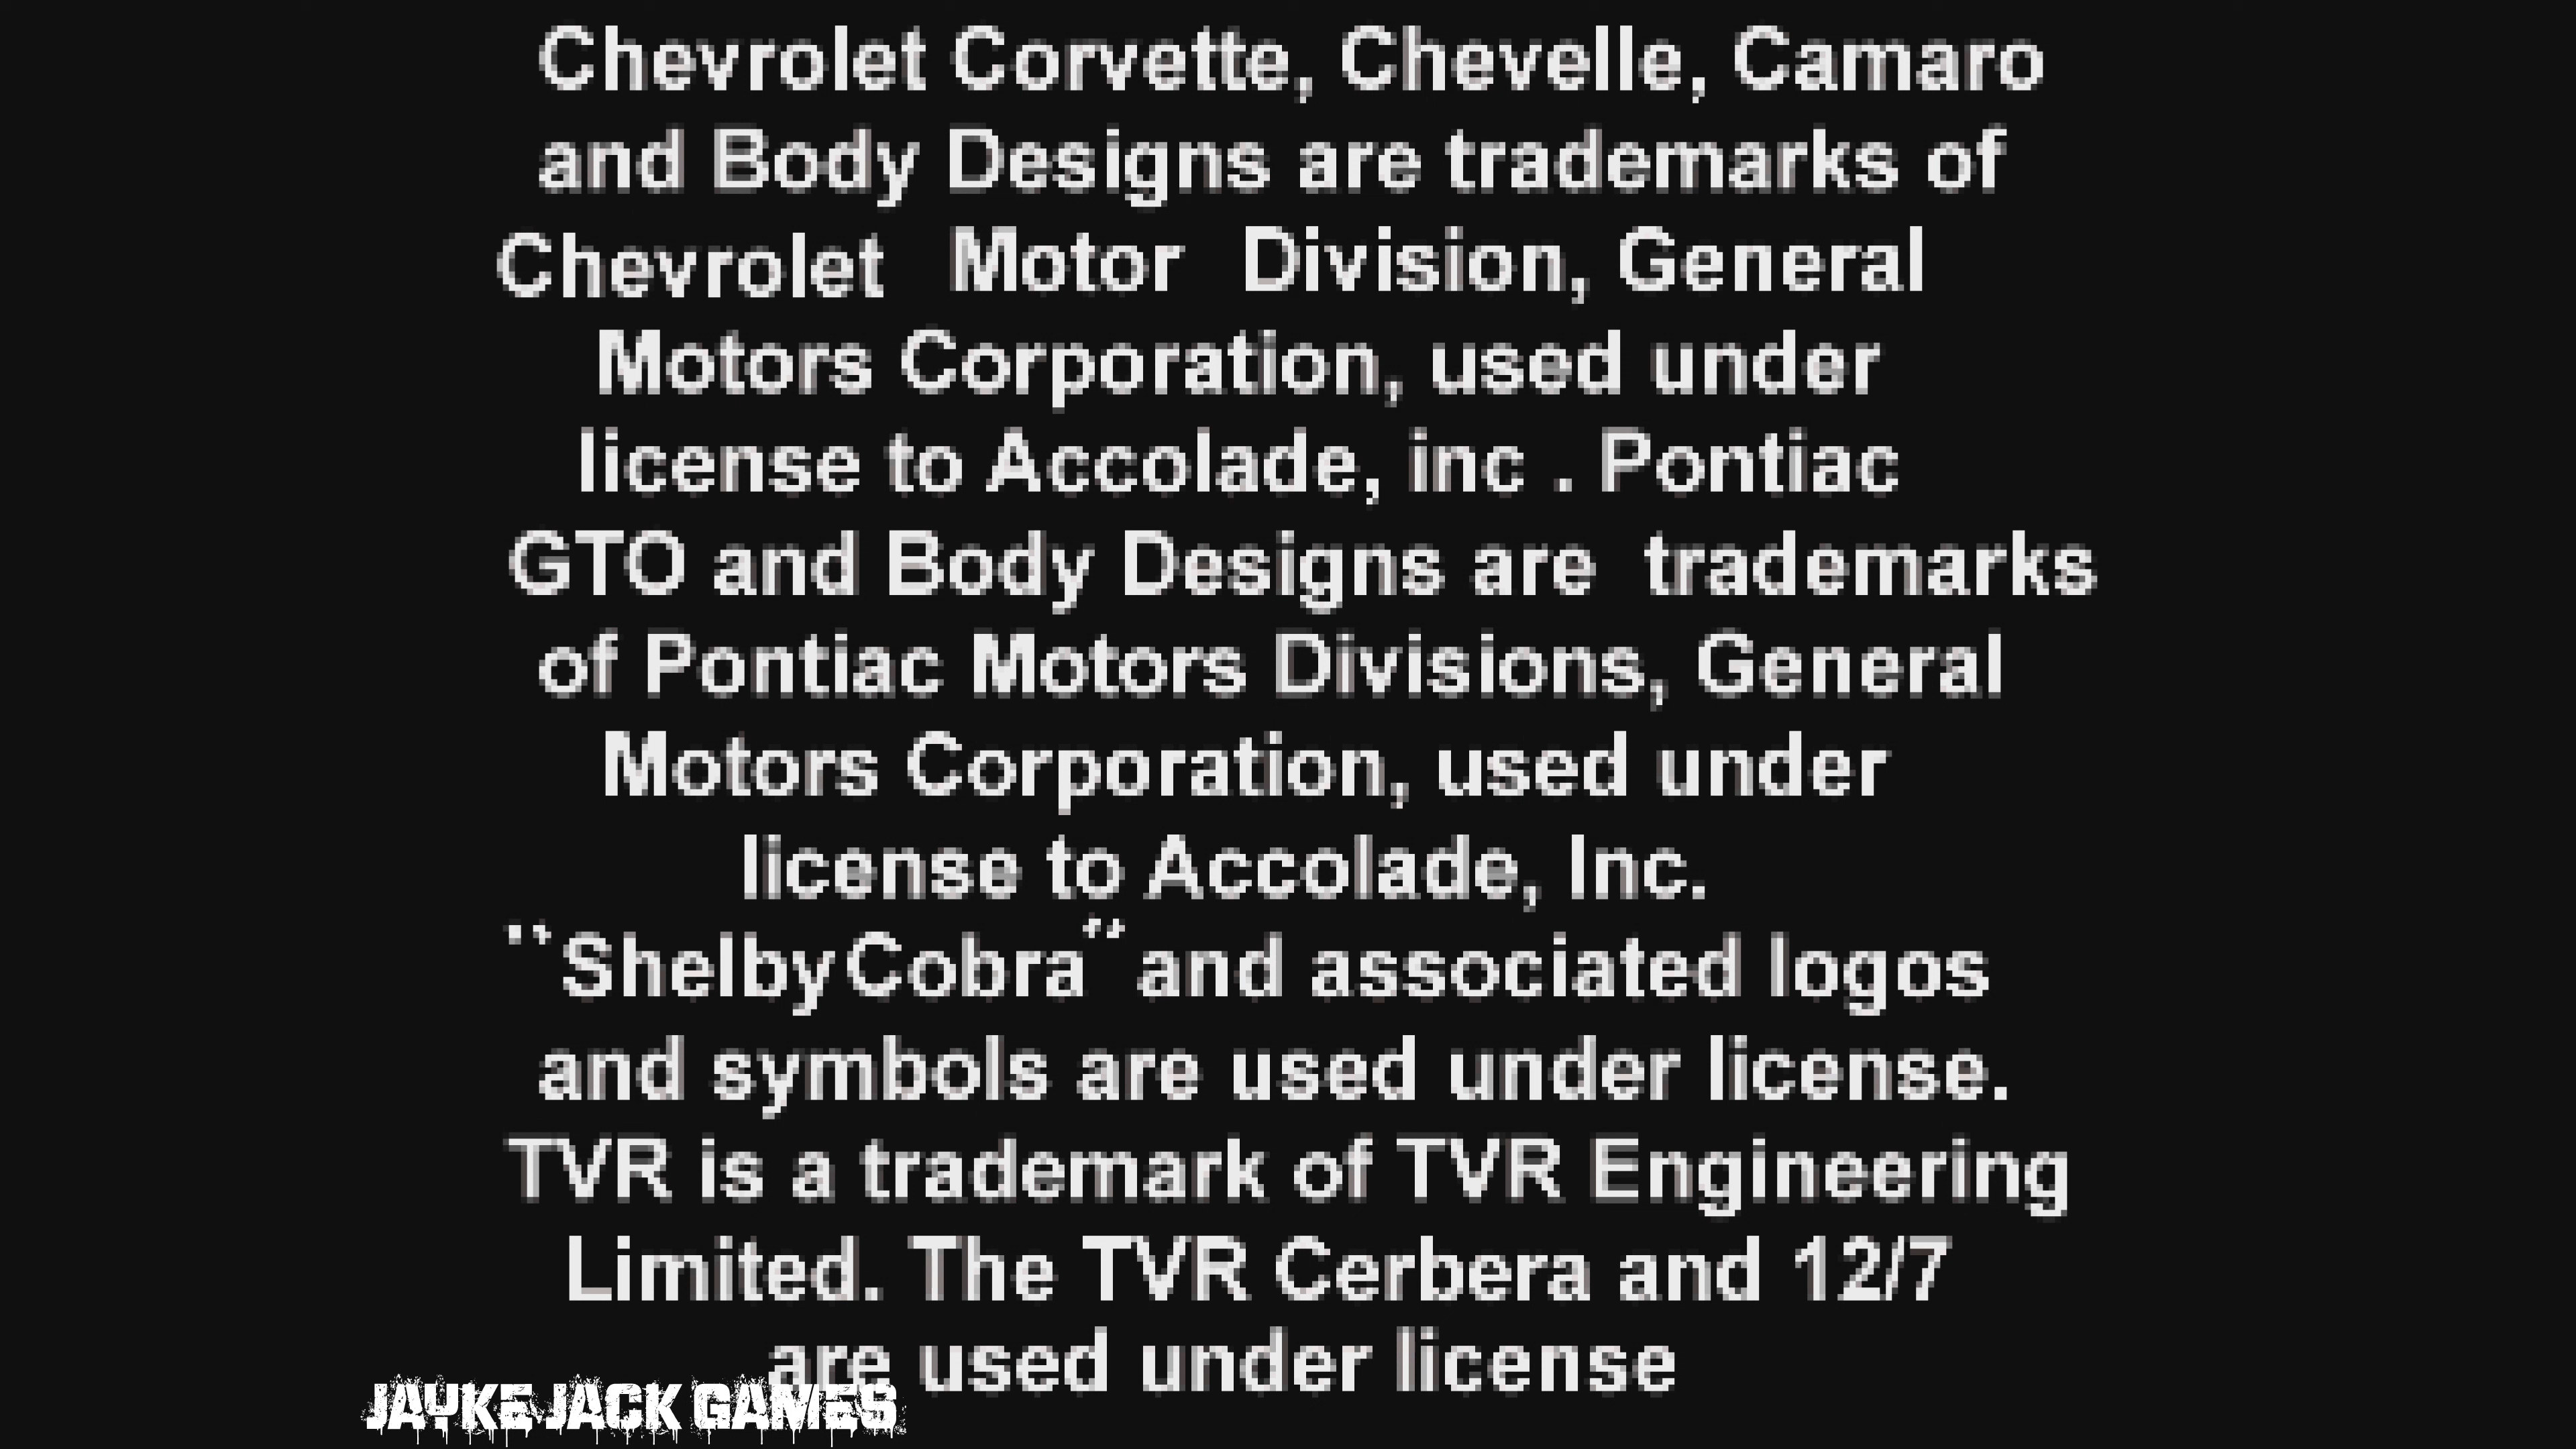 Chevrolet Corvette, Chevelle, Camaro
and Body Designs are trademarks of
Chevrolet Motor Division, General
Motors Corporation, used under
license to Accolade, inc . Pontiac
GTO and Body Designs are trademarks
of Pontiac Motors Divisions, General
Motors Corporation, used under
license to Accolade, Inc.
"Shelby Cobra" and associated logos
and symbols are used under license.
TVR is a trademark of TVR Engineering
Limited. The TVR Cerbera and 12/7
are used under license
JAYKE JACK GAMES